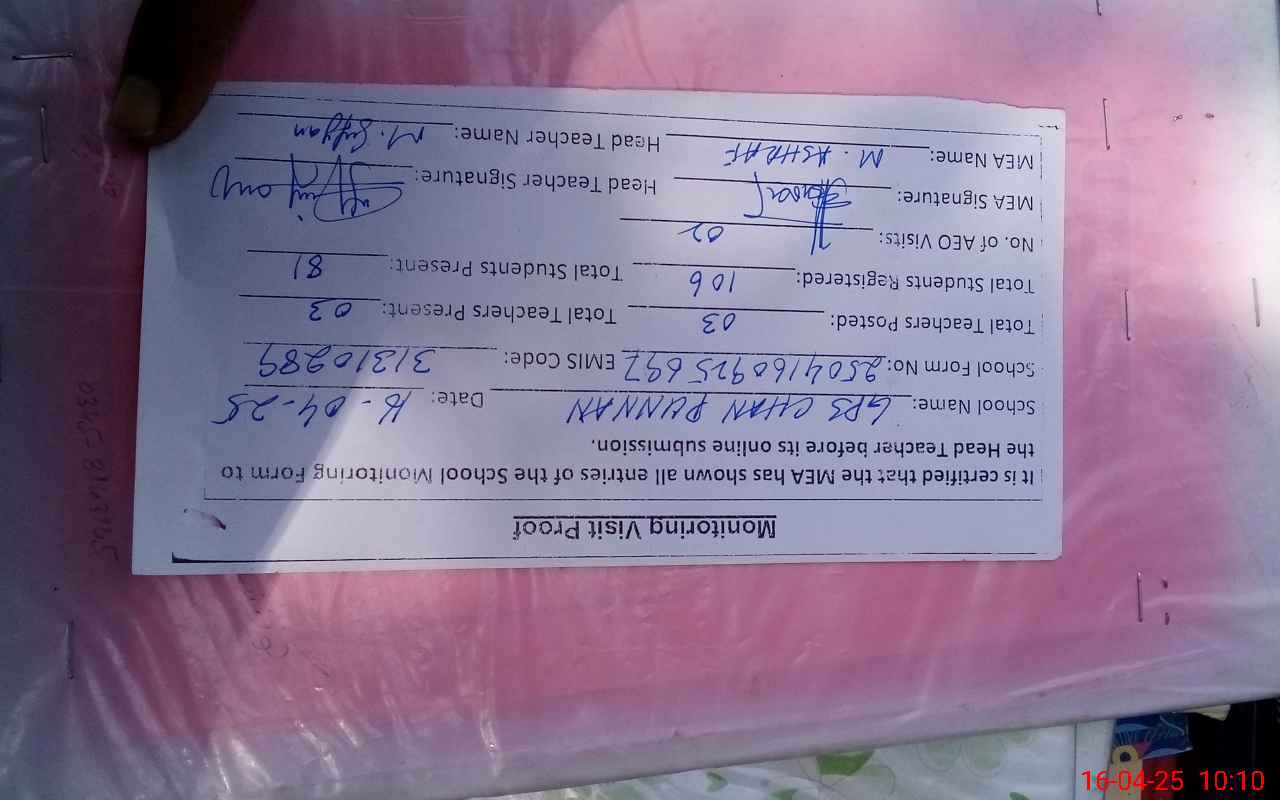 Monitoring Visit Proof
It is certified that the MEA has shown all entries of the School Monitoring Form to
the Head Teacher before its online submission.
School Name: GPS CHAN PUNNAN Date: 16-04-25
School Form No: 2504160925697 EMIS Code: 31310289
Total Teachers Posted: 03 Total Teachers Present: 03
Total Students Registered: 106 Total Students Present: 81
No. of AEO Visits: 02
MEA Signature: Head Teacher Signature:
MEA Name: M. ASHRAF Head Teacher Name: M. Sufyan
16-04-25 10:10